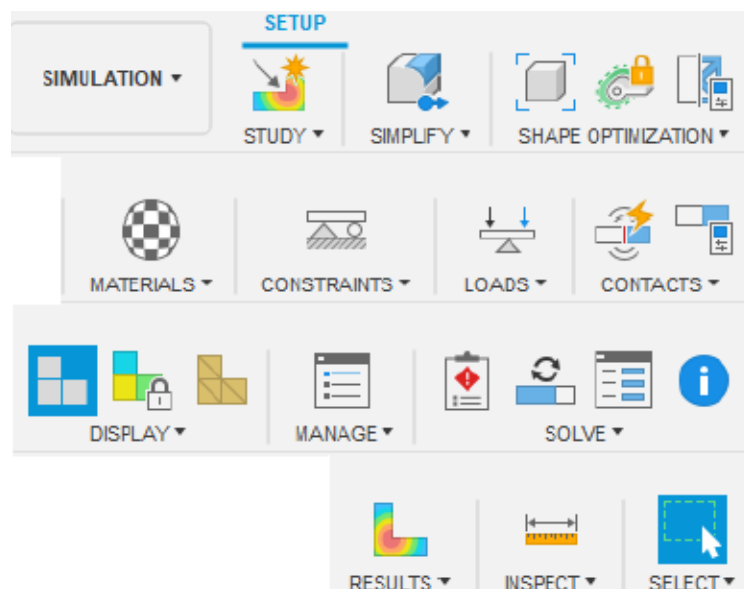 SETUP
SIMULATION
STUDY SIMPLIFY SHAPE OPTIMIZATION
MATERIALS CONSTRAINTS LOADS CONTACTS
DISPLAY MANAGE SOLVE
RESULTS INSPECT SELECT